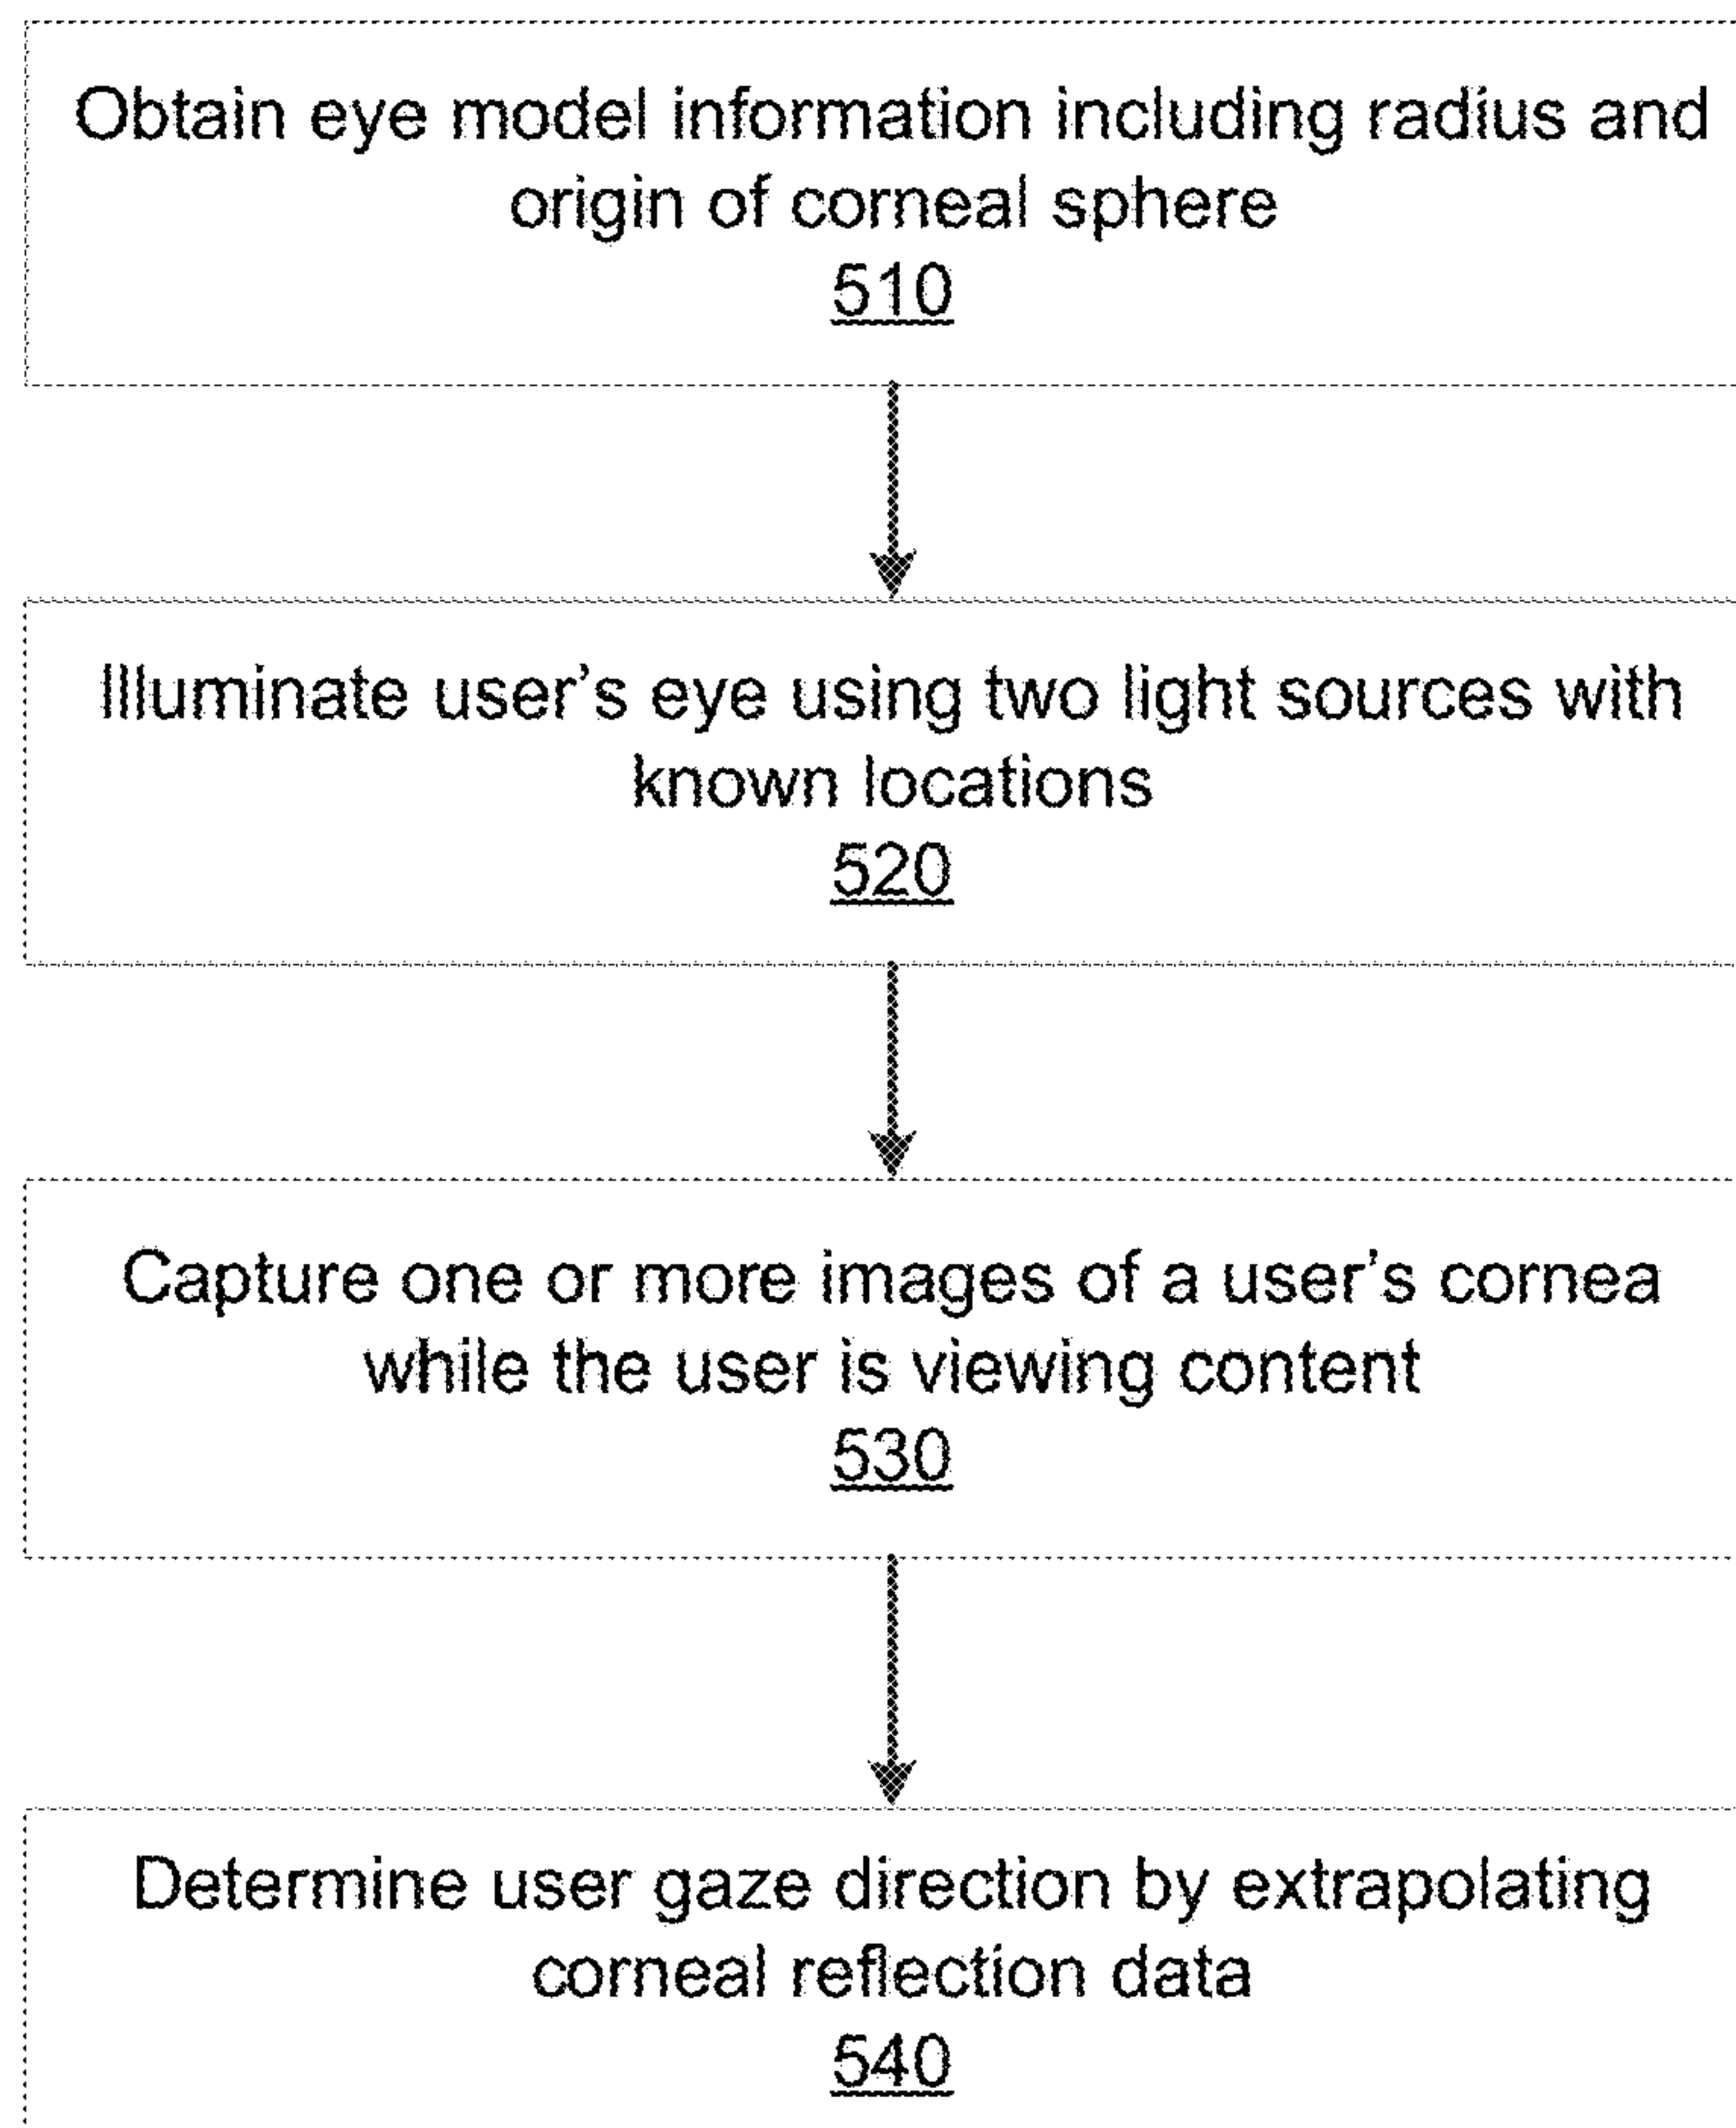 Obtain eye model information including radius and
origin of corneal sphere
510
Illuminate user's eye using two light sources with
known locations
520
Capture one or more images of a user's cornea
while the user is viewing content
530
Determine user gaze direction by extrapolating
corneal reflection data
540